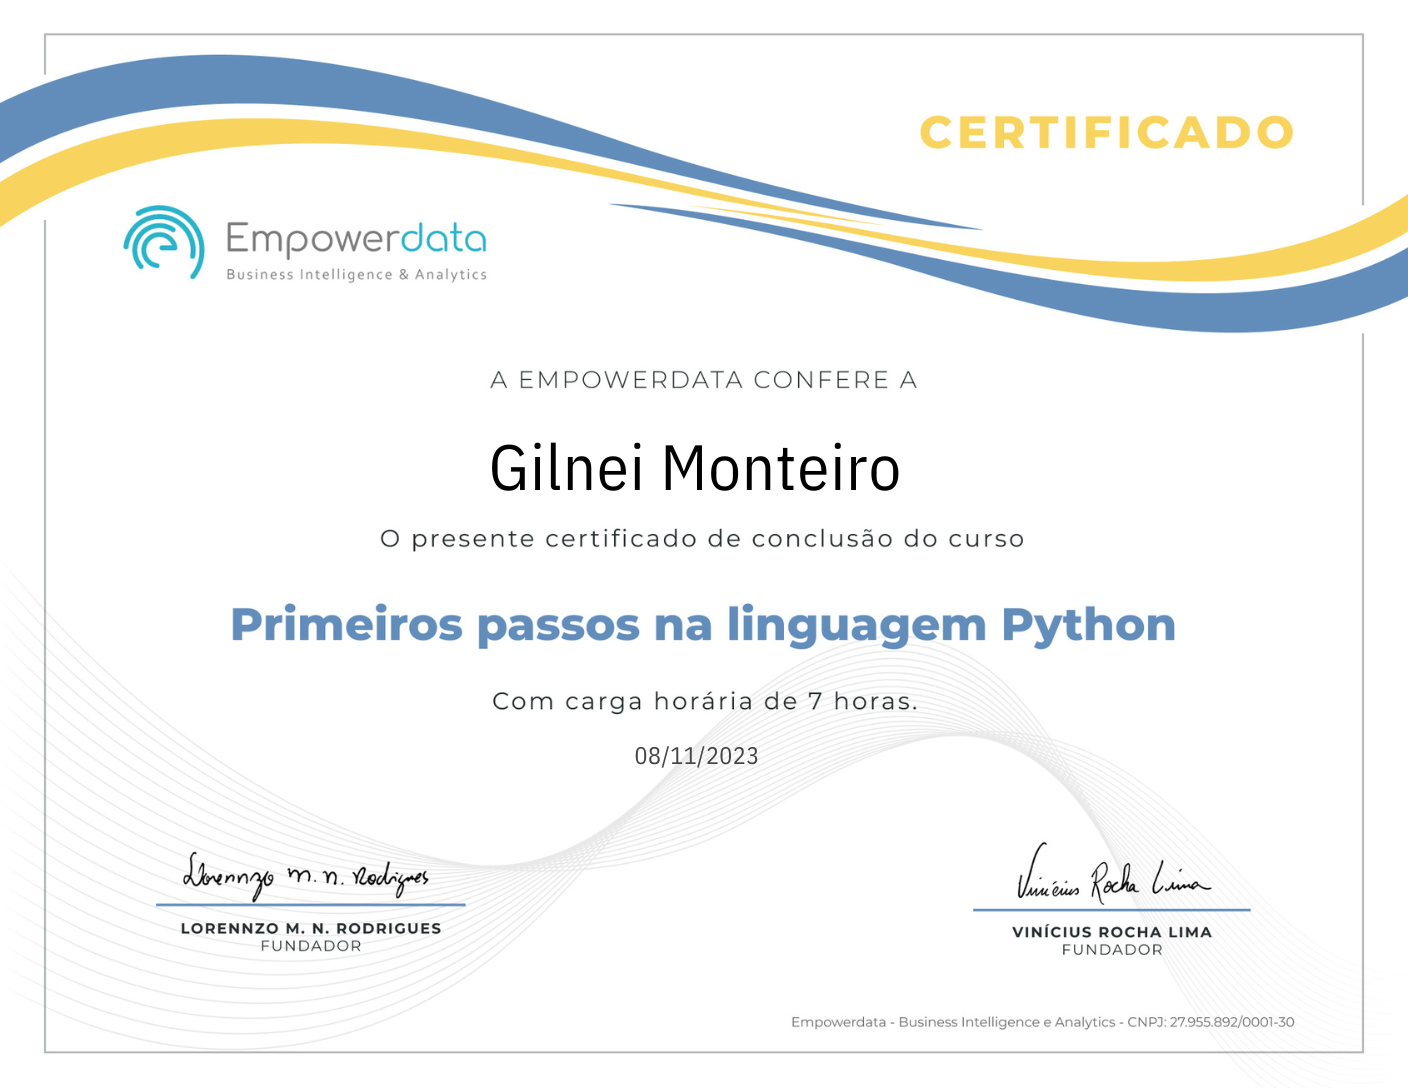 CERTIFICADO
Empowerdata
Business Intelligence & Analytics
A EMPOWERDATA CONFERE A
Gilnei Monteiro
O presente certificado de conclusão do curso
Primeiros passos na linguagem Python
Com carga horária de 7 horas.
08/11/2023
Lorennzo M. N. Rodrigues
LORENNZO M. N. RODRIGUES
FUNDADOR
Vinícius Rocha Lima
VINÍCIUS ROCHA LIMA
FUNDADOR
Empowerdata - Business Intelligence e Analytics - CNPJ: 27.955.892/0001-30